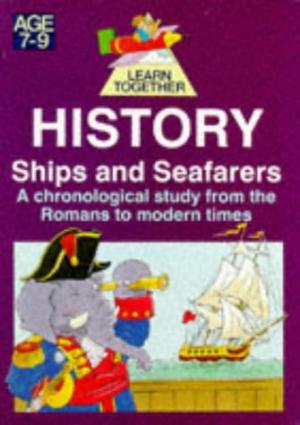 AGE
7-9
LEARN
TOGETHER
HISTORY
Ships and Seafarers
A chronological study from the
Romans to modern times